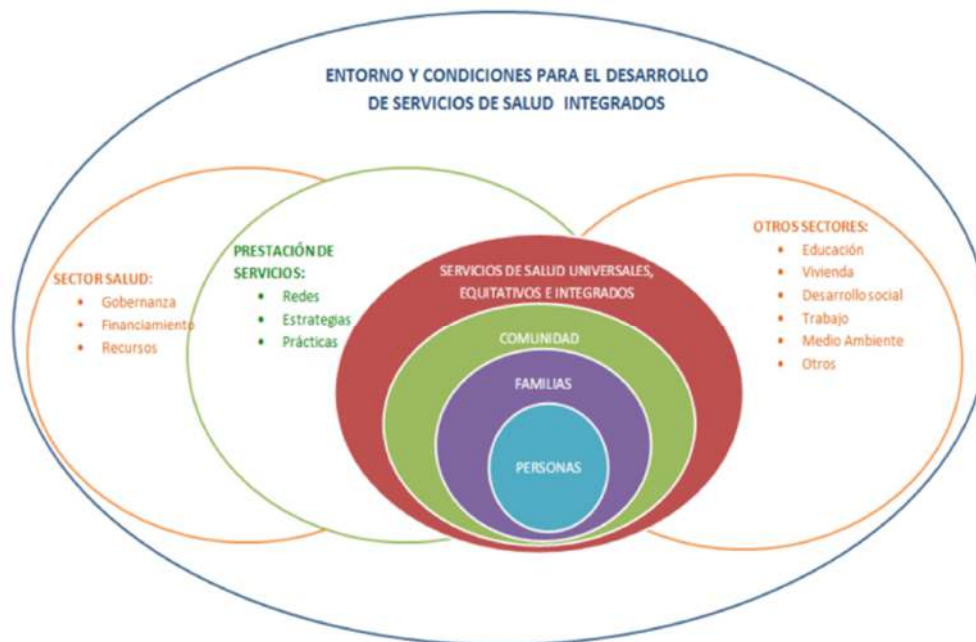 ENTORNO Y CONDICIONES PARA EL DESARROLLO
DE SERVICIOS DE SALUD INTEGRADOS
SECTOR SALUD:
• Gobernanza
• Financiamiento
• Recursos
PRESTACIÓN DE
SERVICIOS:
• Redes
• Estrategias
• Prácticas
SERVICIOS DE SALUD UNIVERSALES,
EQUITATIVOS E INTEGRADOS
COMUNIDAD
FAMILIAS
PERSONAS
OTROS SECTORES:
• Educación
• Vivienda
• Desarrollo social
• Trabajo
• Medio Ambiente
• Otros